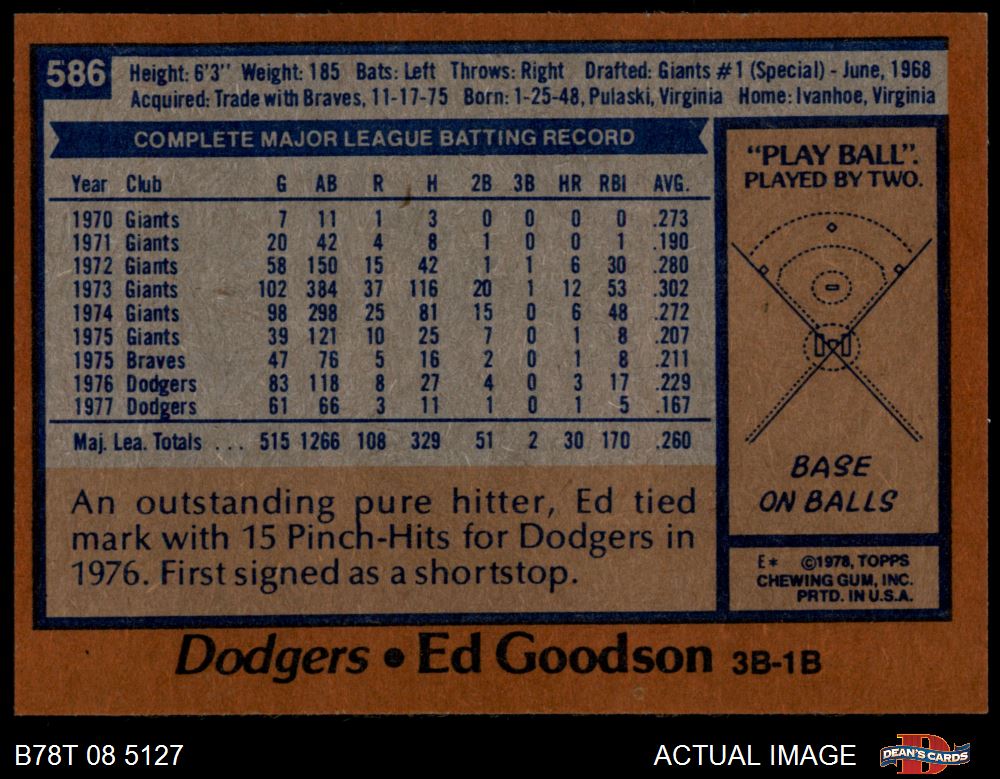 586
Height: 6'3" Weight: 185 Bats: Left Throws: Right Drafted: Giants #1 (Special) - June, 1968
Acquired: Trade with Braves, 11-17-75 Born: 1-25-48, Pulaski, Virginia Home: Ivanhoe, Virginia
COMPLETE MAJOR LEAGUE BATTING RECORD
Year Club G AB R H 2B 3B HR RBI AVG.
1970 Giants 7 11 1 3 0 0 0 0 .273
1971 Giants 20 42 4 8 1 0 0 1 .190
1972 Giants 58 150 15 42 1 1 6 30 .280
1973 Giants 102 384 37 116 20 1 12 53 .302
1974 Giants 98 298 25 81 15 0 6 48 .272
1975 Giants 39 121 10 25 7 0 1 8 .207
1975 Braves 47 76 5 16 2 0 1 8 .211
1976 Dodgers 83 118 8 27 4 0 3 17 .229
1977 Dodgers 61 66 3 11 1 0 1 5 .167
Maj. Lea. Totals ... 515 1266 108 329 51 2 30 170 .260
An outstanding pure hitter, Ed tied
mark with 15 Pinch-Hits for Dodgers in
1976. First signed as a shortstop.
"PLAY BALL".
PLAYED BY TWO.
BASE
ON BALLS
E* ©1978, TOPPS
CHEWING GUM, INC.
PRTD. IN U.S.A.
Dodgers • Ed Goodson 3B-1B
B78T 08 5127
ACTUAL IMAGE
DEAN'S CARDS